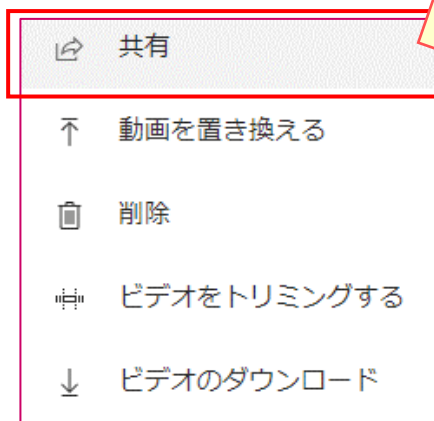 共有
動画を置き換える
削除
ビデオをトリミングする
ビデオのダウンロード